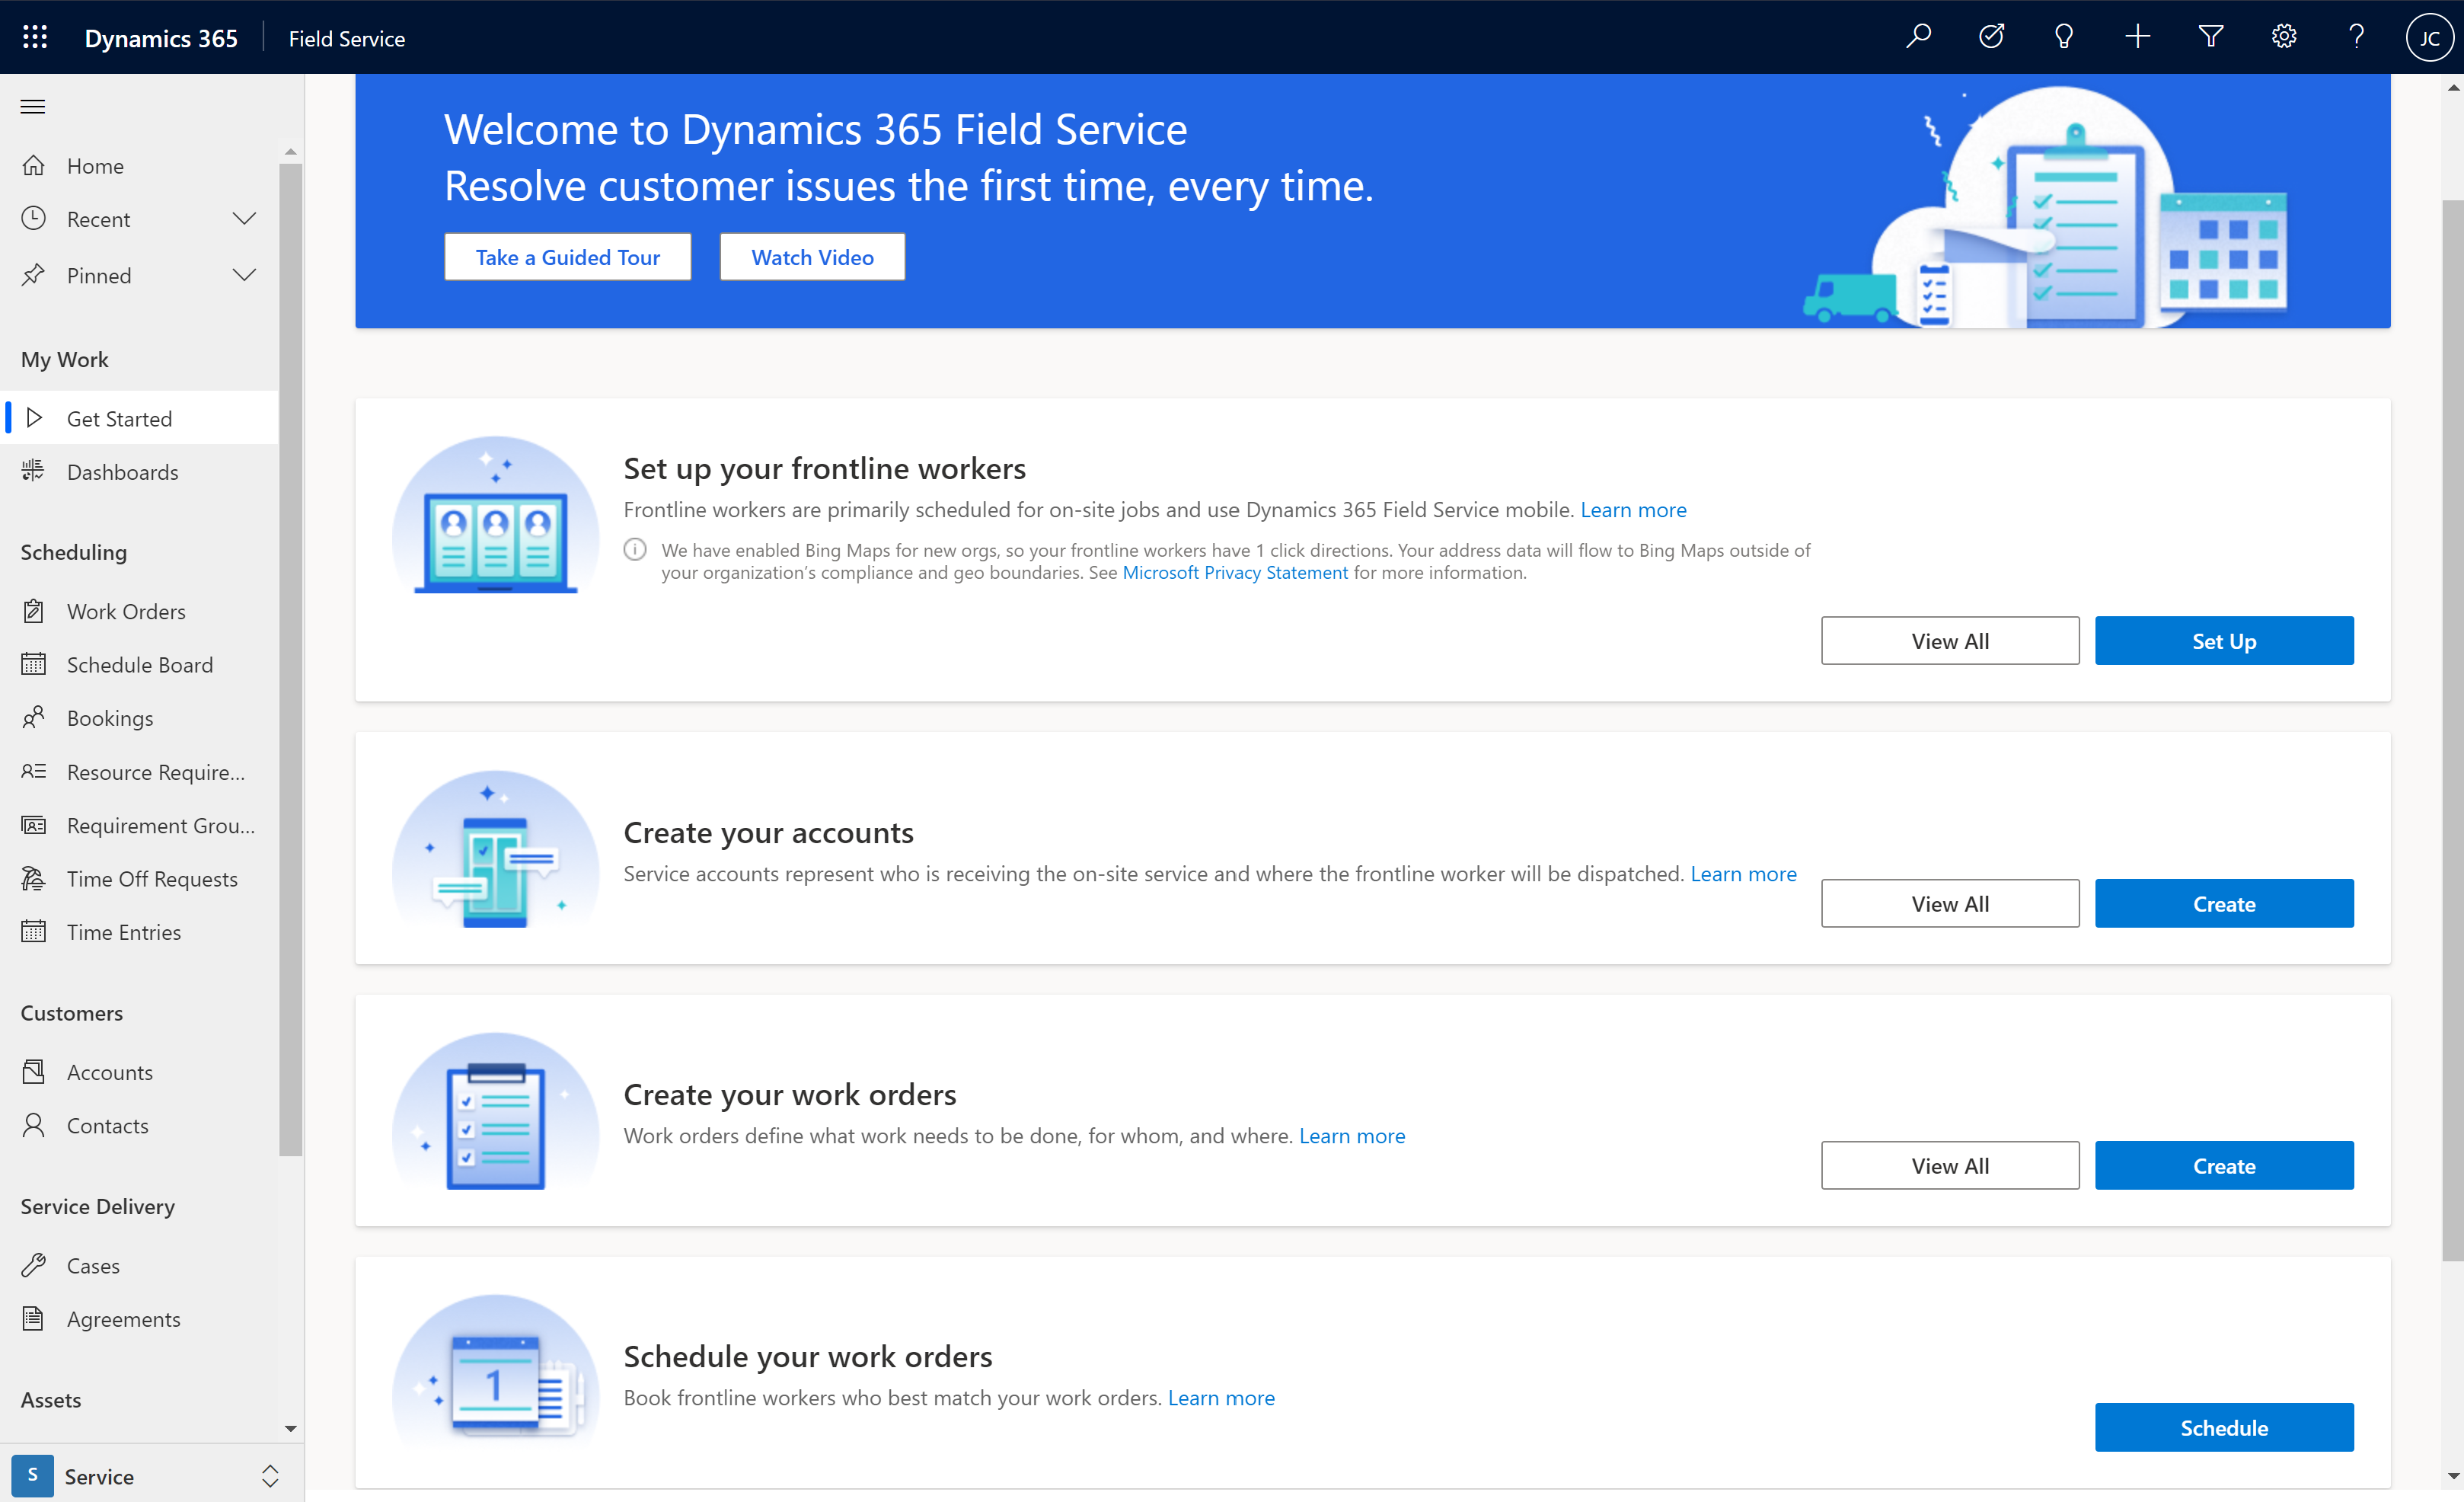 Dynamics 365
Field Service
JC
Home
Recent
Pinned
My Work
Get Started
Dashboards
Scheduling
Work Orders
Schedule Board
Bookings
Resource Require...
Requirement Grou...
Time Off Requests
Time Entries
Customers
Accounts
Contacts
Service Delivery
Cases
Agreements
Assets
S
Service
Welcome to Dynamics 365 Field Service
Resolve customer issues the first time, every time.
Take a Guided Tour
Watch Video
Set up your frontline workers
Frontline workers are primarily scheduled for on-site jobs and use Dynamics 365 Field Service mobile. Learn more
We have enabled Bing Maps for new orgs, so your frontline workers have 1 click directions. Your address data will flow to Bing Maps outside of
your organization’s compliance and geo boundaries. See Microsoft Privacy Statement for more information.
View All
Set Up
Create your accounts
Service accounts represent who is receiving the on-site service and where the frontline worker will be dispatched. Learn more
View All
Create
Create your work orders
Work orders define what work needs to be done, for whom, and where. Learn more
View All
Create
1
Schedule your work orders
Book frontline workers who best match your work orders. Learn more
Schedule